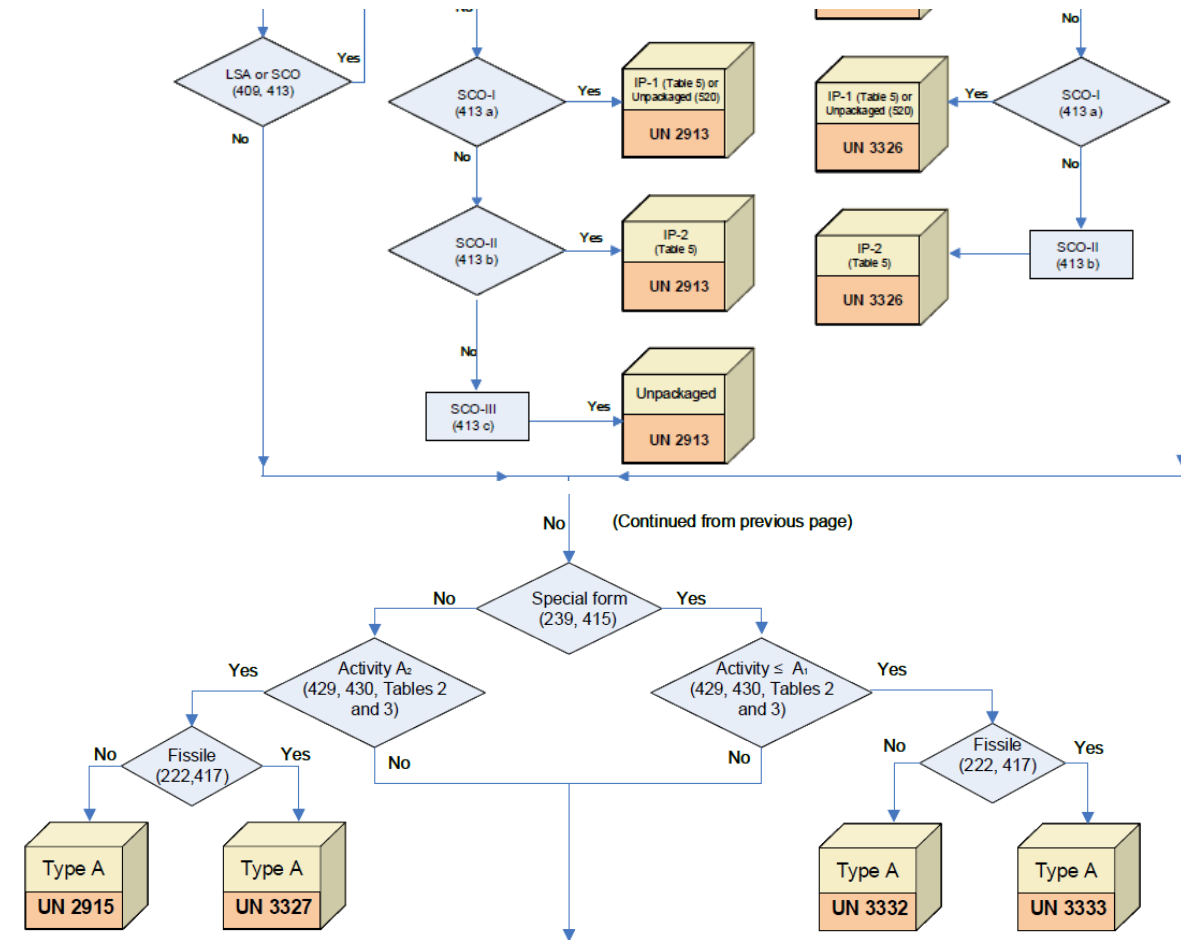 No
No
Yes
LSA or SCO
(409, 413)
No
SCO-I
(413 a)
Yes
IP-1 (Table 5) or
Unpackaged (520)
UN 2913
IP-1 (Table 5) or
Unpackaged (520)
UN 3326
Yes
SCO-I
(413 a)
No
No
SCO-II
(413 b)
Yes
IP-2
(Table 5)
UN 2913
IP-2
(Table 5)
UN 3326
SCO-II
(413 b)
No
SCO-III
(413 c)
Yes
Unpackaged
UN 2913
No
(Continued from previous page)
No
Special form
(239, 415)
Yes
Yes
Activity A₂
(429, 430, Tables 2
and 3)
Activity ≤ A₁
(429, 430, Tables 2
and 3)
Yes
No
Fissile
(222,417)
Yes
No
No
No
Fissile
(222, 417)
Yes
Type A
UN 2915
Type A
UN 3327
Type A
UN 3332
Type A
UN 3333